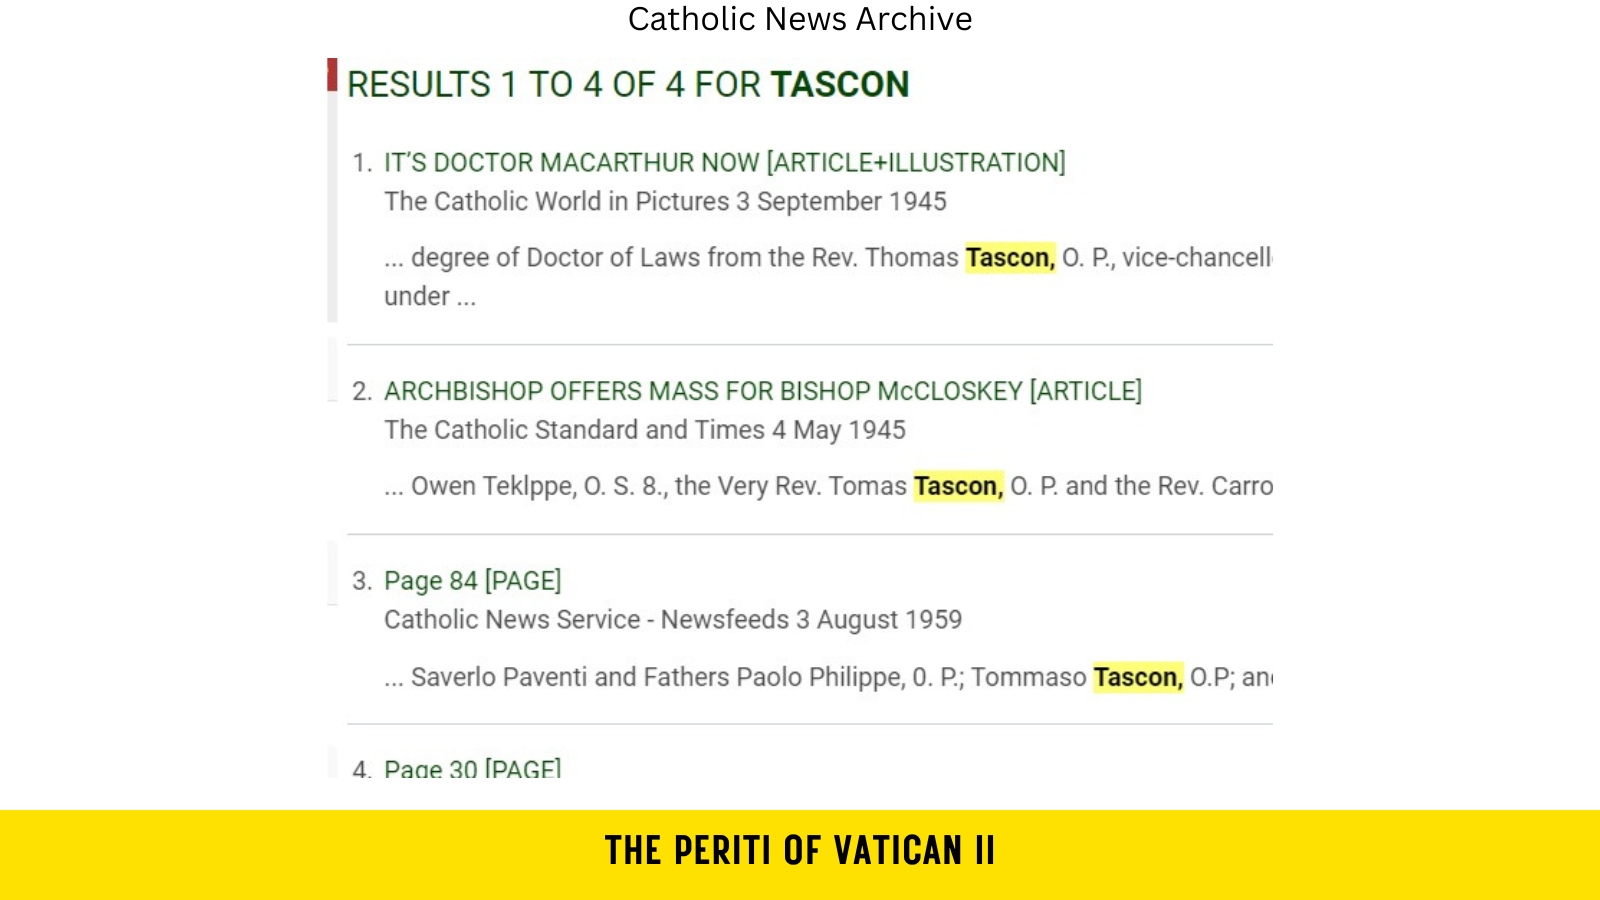 Catholic News Archive
RESULTS 1 TO 4 OF 4 FOR TASCON
1. IT'S DOCTOR MACARTHUR NOW [ARTICLE+ILLUSTRATION]
The Catholic World in Pictures 3 September 1945
... degree of Doctor of Laws from the Rev. Thomas Tascon, O. P., vice-chancell
under ...
2. ARCHBISHOP OFFERS MASS FOR BISHOP McCLOSKEY [ARTICLE]
The Catholic Standard and Times 4 May 1945
... Owen Teklppe, O. S. 8., the Very Rev. Tomas Tascon, O. P. and the Rev. Carro
3. Page 84 [PAGE]
Catholic News Service - Newsfeeds 3 August 1959
... Saverlo Paventi and Fathers Paolo Philippe, 0. P.; Tommaso Tascon, O.P; and
4. Page 30 [PAGE]
THE PERITI OF VATICAN II